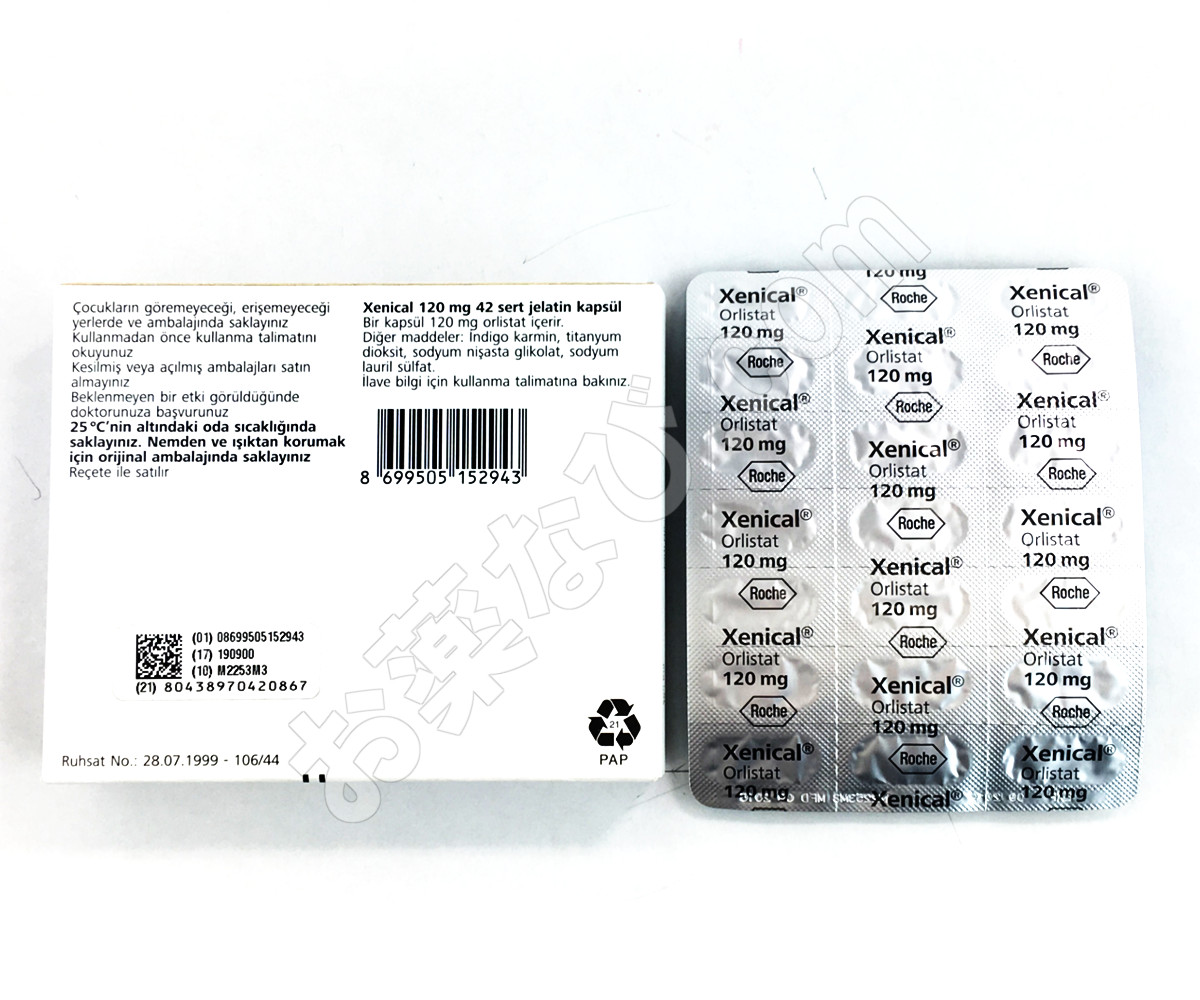 Çocukların göremeyeceği, erişemeyeceği
yerlerde ve ambalajında saklayınız
Kullanmadan önce kullanma talimatını
okuyunuz
Kesilmiş veya açılmış ambalajları satın
almayınız
Beklenmeyen bir etki görüldüğünde
doktorunuza başvurunuz
25 °C'nin altındaki oda sıcaklığında
saklayınız. Nemden ve ışıktan korumak
için orijinal ambalajında saklayınız
Reçete ile satılır
Xenical 120 mg 42 sert jelatin kapsül
Bir kapsül 120 mg orlistat içerir.
Diğer maddeler: İndigo karmin, titanyum
dioksit, sodyum nişasta glikolat, sodyum
lauril sülfat.
İlave bilgi için kullanma talimatına bakınız.
8 699505 152943
(01) 08699505152943
(17) 190900
(10) M2253M3
(21) 80438970420867
Ruhsat No.: 28.07.1999 - 106/44
21
PAP
Xenical®
Orlistat
120 mg
Roche
Xenical®
Orlistat
120 mg
Roche
Xenical®
Orlistat
120 mg
Roche
Xenical®
Orlistat
120 mg
Roche
Xenical®
Orlistat
120 mg
120 mg
Roche
Xenical®
Orlistat
120 mg
Roche
Xenical®
Orlistat
120 mg
Roche
Xenical®
Orlistat
120 mg
Roche
Xenical®
Orlistat
120 mg
Roche
Xenical®
Xenical®
Orlistat
120 mg
Roche
Xenical®
Orlistat
120 mg
Roche
Xenical®
Orlistat
120 mg
Roche
Xenical®
Orlistat
120 mg
Roche
Xenical®
Orlistat
120 mg
お薬なび.com